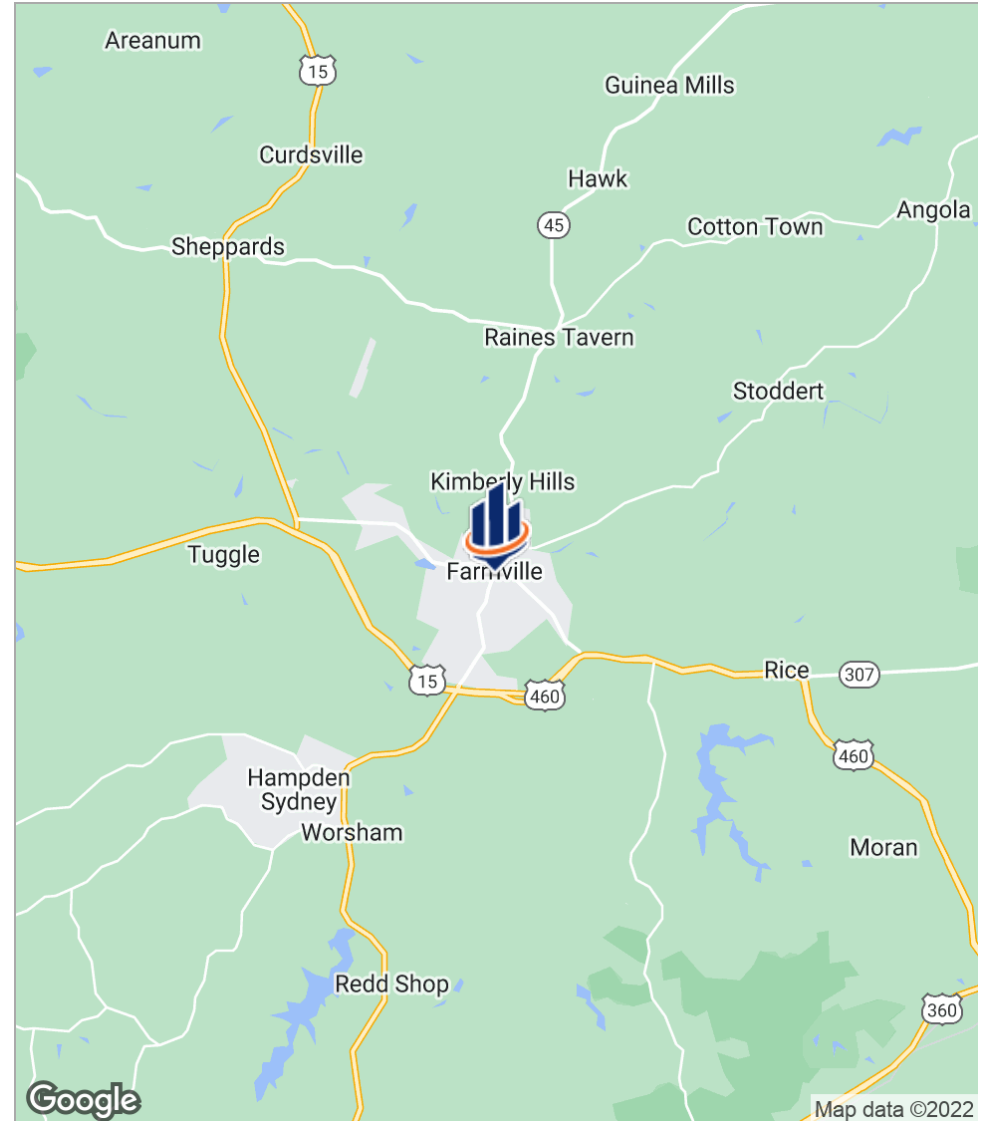 Areanum
15
Guinea Mills
Curdsville
Hawk
Angola
45
Cotton Town
Sheppards
Raines Tavern
Stoddert
Kimberly Hills
Tuggle
Farmville
Rice
307
15
460
460
Hampden
Sydney
Worsham
Moran
Redd Shop
360
Google
Map data ©2022